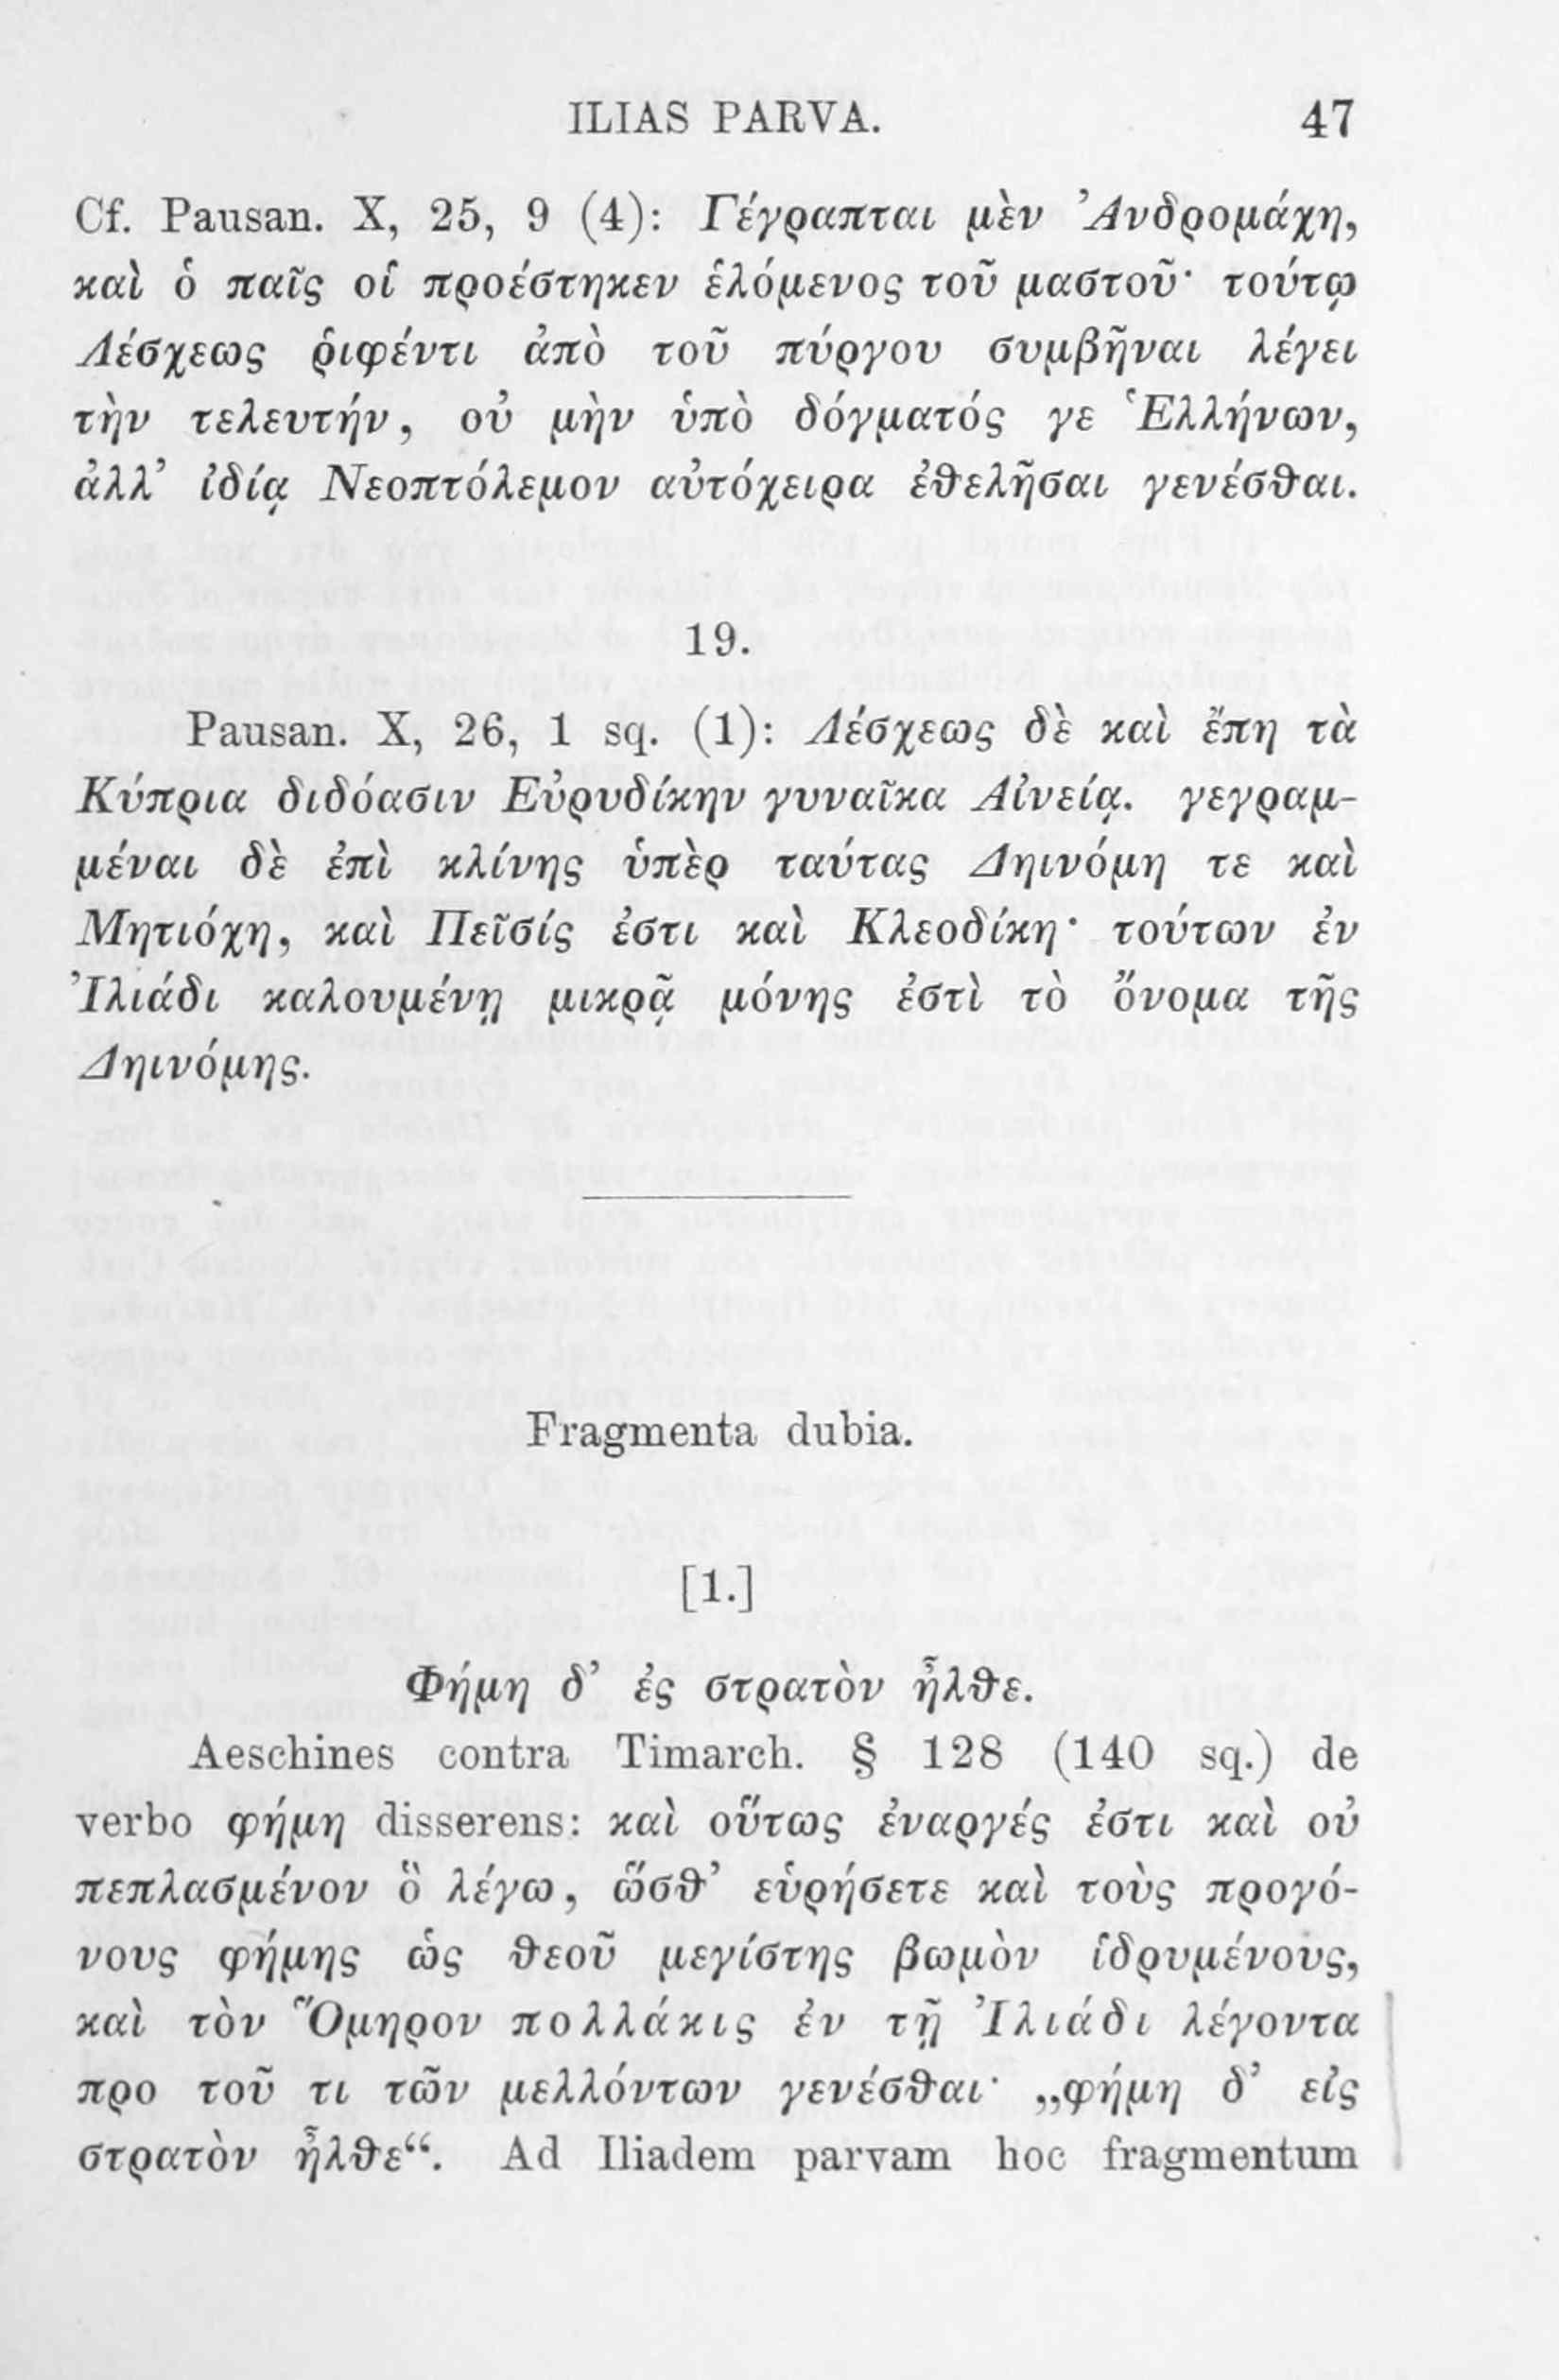 ILIAS PARVA. 47
Cf. Pausan. X, 25, 9 (4): Γέγραπται μὲν Ἀνδρομάχη,
καὶ ὁ παῖς οἱ προέστηκεν ἑλόμενος τοῦ μαστοῦ· τούτῳ
Λέσχεως ῥιφέντι ἀπὸ τοῦ πύργου συμβῆναι λέγει
τὴν τελευτήν, οὐ μὴν ὑπὸ δόγματός γε Ἑλλήνων,
ἀλλ’ ἰδίᾳ Νεοπτόλεμον αὐτόχειρα ἐθελῆσαι γενέσθαι.
19.
Pausan. X, 26, 1 sq. (1): Λέσχεως δὲ καὶ ἔπη τὰ
Κύπρια διδόασιν Εὐρυδίκην γυναῖκα Αἰνείᾳ. γεγραμ-
μέναι δὲ ἐπὶ κλίνης ὑπὲρ ταύτας Δηινόμη τε καὶ
Μητιόχη, καὶ Πεῖσίς ἐστι καὶ Κλεοδίκη· τούτων ἐν
Ἰλιάδι καλουμένῃ μικρᾷ μόνης ἐστὶ τὸ ὄνομα τῆς
Δηινόμης.
Fragmenta dubia.
[1.]
Φήμη δ’ ἐς στρατὸν ἦλθε.
Aeschines contra Timarch. § 128 (140 sq.) de
verbo φήμη disserens: καὶ οὕτως ἐναργές ἐστι καὶ οὐ
πεπλασμένον ὃ λέγω, ὥσθ’ εὑρήσετε καὶ τοὺς προγό-
νους φήμης ὡς θεοῦ μεγίστης βωμὸν ἱδρυμένους,
καὶ τὸν Ὅμηρον πολλάκις ἐν τῇ Ἰλιάδι λέγοντα
προ τοῦ τι τῶν μελλόντων γενέσθαι· „φήμη δ’ εἰς
στρατὸν ἦλθε“. Ad Iliadem parvam hoc fragmentum